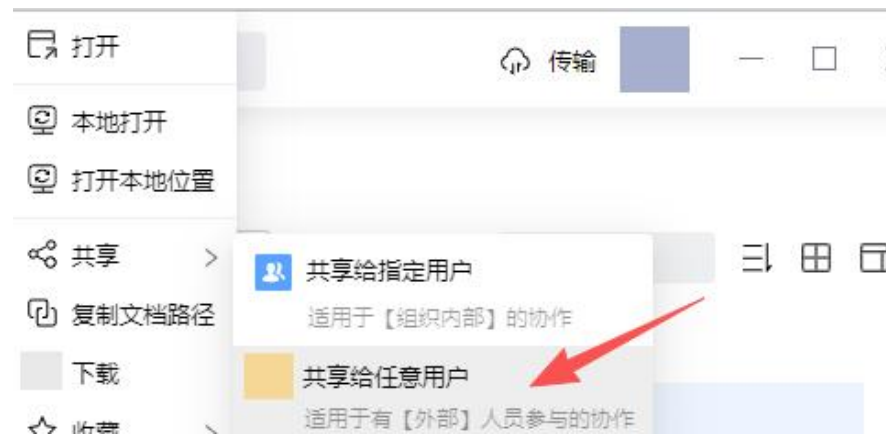 打开
传输
本地打开
打开本地位置
共享
共享给指定用户
适用于【组织内部】的协作
复制文档路径
下载
共享给任意用户
适用于有【外部】人员参与的协作
收藏